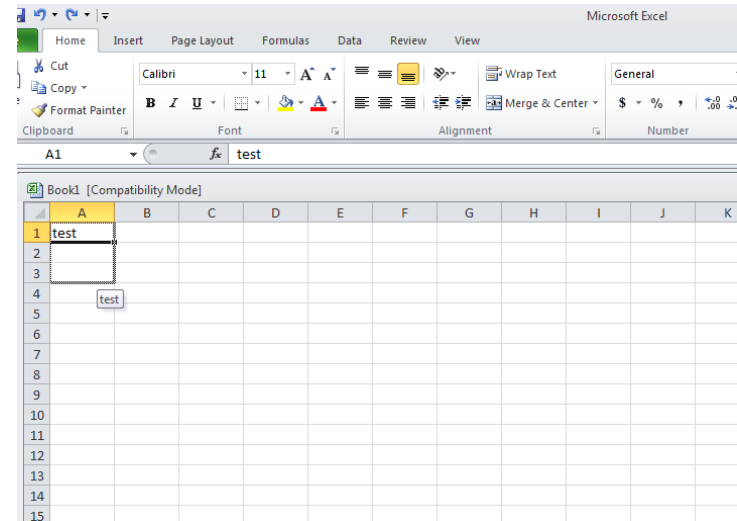 Microsoft Excel
Home Insert Page Layout Formulas Data Review View
Cut
Copy
Format Painter
Clipboard
Calibri 11 A A
B I U A
Font
Wrap Text
Merge & Center
Alignment
General
$ % , .00
Number
A1 fx test
Book1 [Compatibility Mode]
A B C D E F G H I J K
1 test
2
3
4
test
5
6
7
8
9
10
11
12
13
14
15